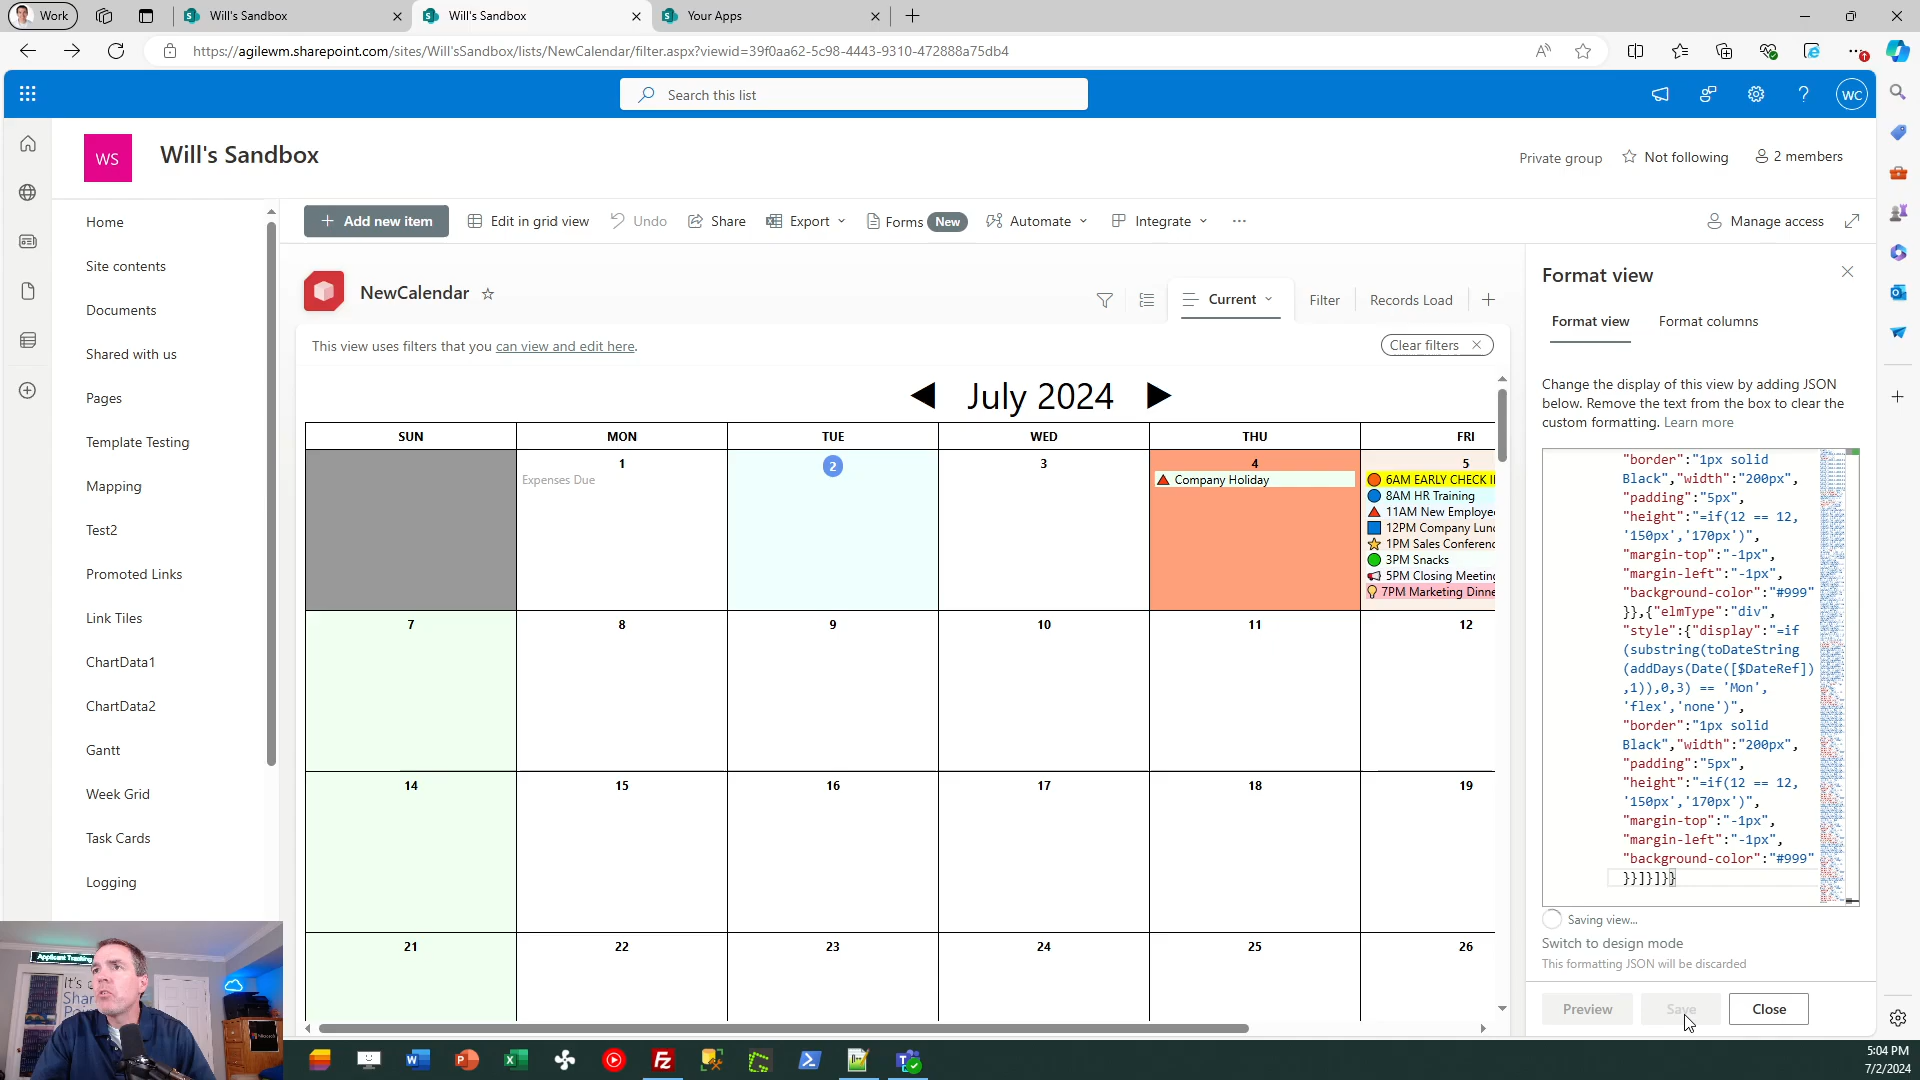 Work
Will's Sandbox
Will's Sandbox
Your Apps
https://agilewm.sharepoint.com/sites/Will'sSandbox/lists/NewCalendar/filter.aspx?viewid=39f0aa62-5c98-4443-9310-472888a75db4
Search this list
WC
WS
Will's Sandbox
Private group
Not following
2 members
Home
Site contents
Documents
Shared with us
Pages
Template Testing
Mapping
Test2
Promoted Links
Link Tiles
ChartData1
ChartData2
Gantt
Week Grid
Task Cards
Logging
Add new item
Edit in grid view
Undo
Share
Export
Forms New
Automate
Integrate
Manage access
NewCalendar
Current
Filter
Records Load
This view uses filters that you can view and edit here.
Clear filters
July 2024
SUN MON TUE WED THU FRI
1 2 3 4 5
Expenses Due
Company Holiday
6AM EARLY CHECK I
8AM HR Training
11AM New Employe
12PM Company Lun
1PM Sales Conferenc
3PM Snacks
5PM Closing Meeting
7PM Marketing Dinne
7 8 9 10 11 12
14 15 16 17 18 19
21 22 23 24 25 26
Format view
Format view
Format columns
Change the display of this view by adding JSON
below. Remove the text from the box to clear the
custom formatting. Learn more
"border":"1px solid
Black","width":"200px",
"padding":"5px",
"height":"=if(12 == 12,
'150px','170px')",
"margin-top":"-1px",
"margin-left":"-1px",
"background-color":"#999"
}},{"elmType":"div",
"style":{"display":"=if
(substring(toDateString
(addDays(Date([$DateRef])
,1)),0,3) == 'Mon',
'flex','none')",
"border":"1px solid
Black","width":"200px",
"padding":"5px",
"height":"=if(12 == 12,
'150px','170px')",
"margin-top":"-1px",
"margin-left":"-1px",
"background-color":"#999"
}}]}]}}
Saving view...
Switch to design mode
This formatting JSON will be discarded
Preview
Save
Close
Applicant Tracking
It's
Shar
Poi
5:04 PM
7/2/2024